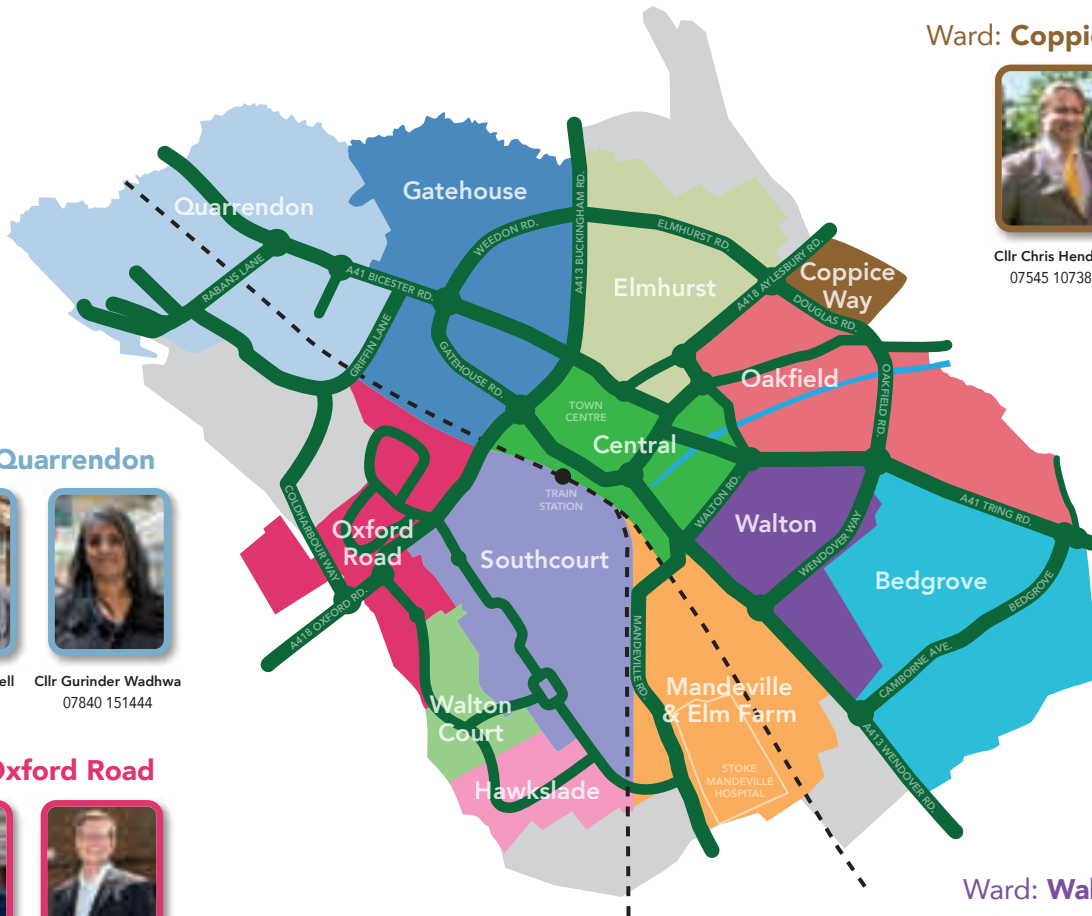 Ward: Coppi
Cllr Chris Hend
07545 10738
Quarrendon
Gatehouse
Elmhurst
Coppice
Way
Oakfield
Central
TOWN
CENTRE
TRAIN
STATION
Walton
Bedgrove
Southcourt
Oxford
Road
Walton
Court
Hawkslade
Mandeville
& Elm Farm
STOKE
MANDEVILLE
HOSPITAL
RABANS LANE
A41 BICESTER RD.
GRIFFIN LANE
WEEDON RD.
A413 BUCKINGHAM RD.
ELMHURST RD.
A418 AYLESBURY RD.
DOUGLAS RD.
OAKFIELD RD.
GATEHOUSE RD.
WALTON RD.
A41 TRING RD.
WENDOVER WAY
BEDGROVE
CAMBORNE AVE.
A413 WENDOVER RD.
MANDEVILLE RD.
COLDHARBOUR WAY
A418 OXFORD RD.
Quarrendon
ell
Cllr Gurinder Wadhwa
07840 151444
Oxford Road
Ward: Wal